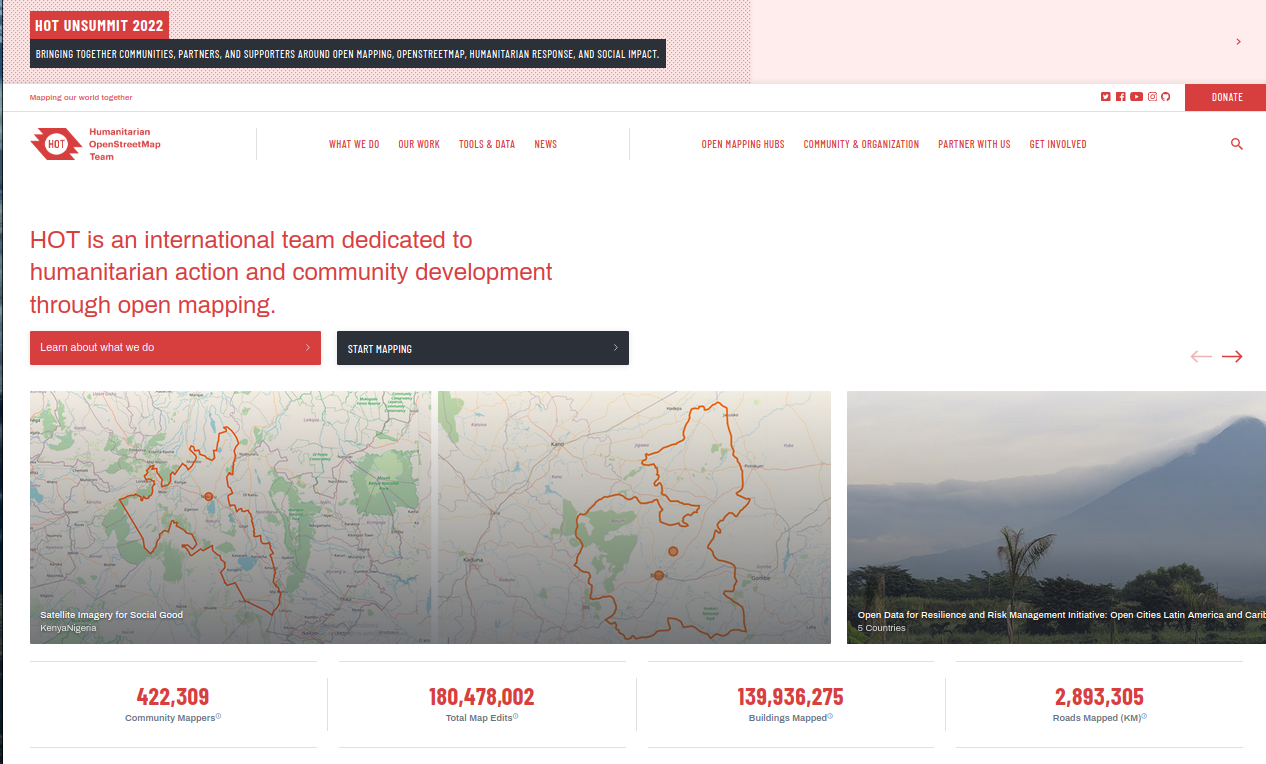 HOT UNSUMMIT 2022
BRINGING TOGETHER COMMUNITIES, PARTNERS, AND SUPPORTERS AROUND OPEN MAPPING, OPENSTREETMAP, HUMANITARIAN RESPONSE, AND SOCIAL IMPACT.
Mapping our world together
DONATE
HOT
Humanitarian
OpenStreetMap
Team
WHAT WE DO OUR WORK TOOLS & DATA NEWS
OPEN MAPPING HUBS COMMUNITY & ORGANIZATION PARTNER WITH US GET INVOLVED
HOT is an international team dedicated to
humanitarian action and community development
through open mapping.
Learn about what we do
START MAPPING
Kano
Kaduna
Gombe
Satellite Imagery for Social Good
KenyaNigeria
Open Data for Resilience and Risk Management Initiative: Open Cities Latin America and Carib
5 Countries
422,309
Community Mappers
180,478,002
Total Map Edits
139,936,275
Buildings Mapped
2,893,305
Roads Mapped (KM)